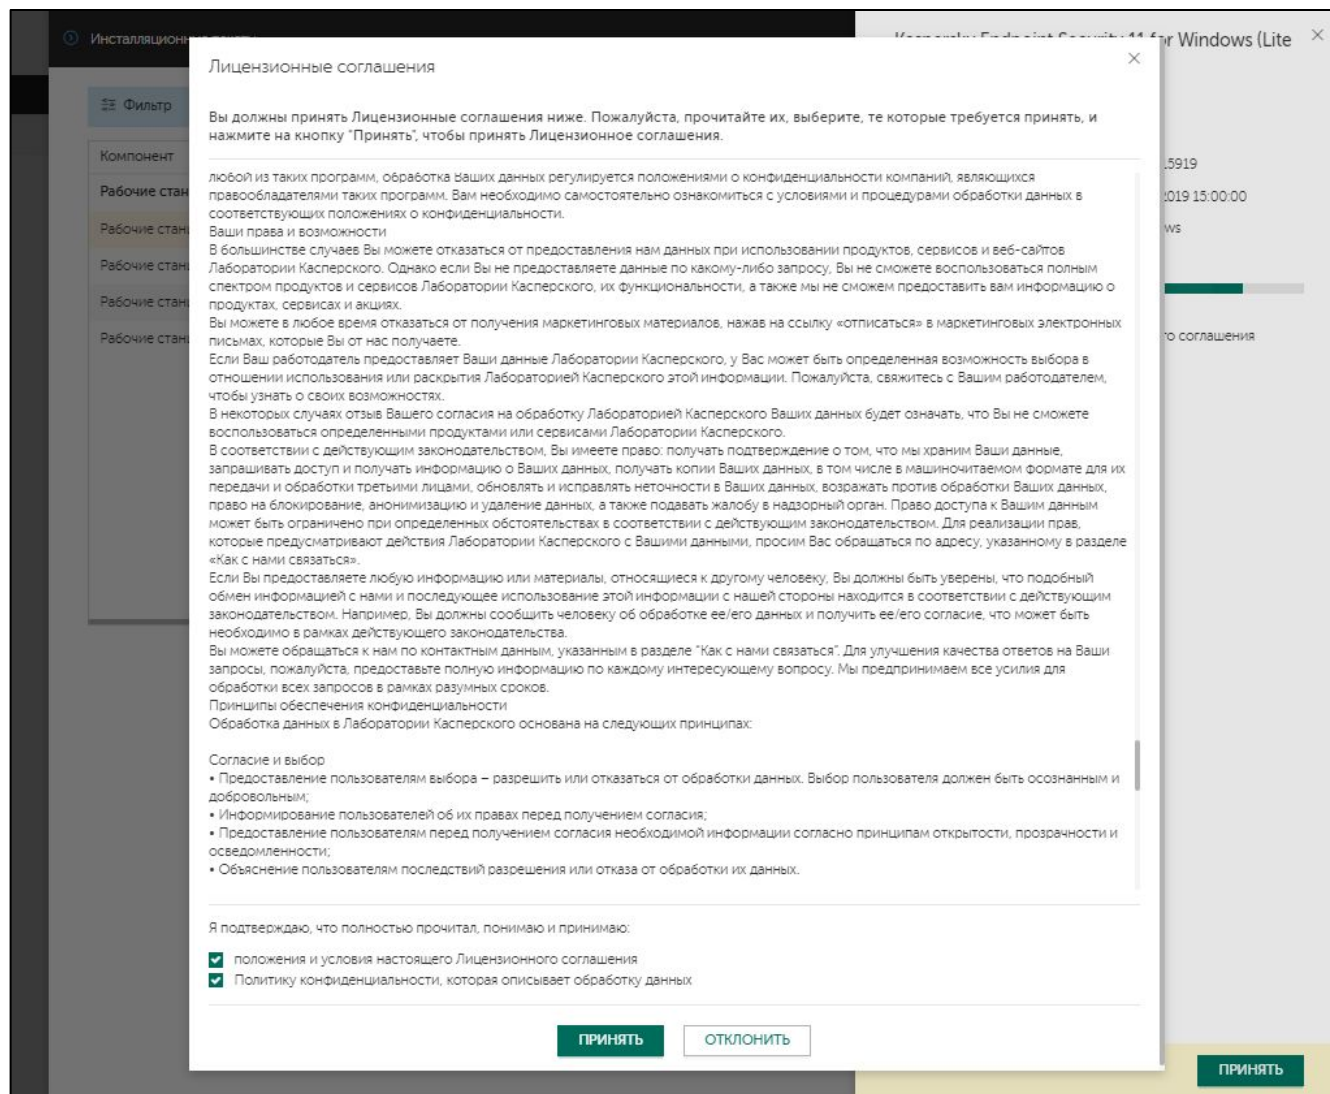 Инсталляционн
Kaspersky Endpoint Security 11 for Windows (Lite
Фильтр
Компонент
Рабочие стан
Рабочие стан
Рабочие стан
Рабочие стан
Рабочие стан
Лицензионные соглашения
Вы должны принять Лицензионные соглашения ниже. Пожалуйста, прочитайте их, выберите, те которые требуется принять, и
нажмите на кнопку "Принять", чтобы принять Лицензионное соглашения.
любой из таких программ, обработка Ваших данных регулируется положениями о конфиденциальности компаний, являющихся
правообладателями таких программ. Вам необходимо самостоятельно ознакомиться с условиями и процедурами обработки данных в
соответствующих положениях о конфиденциальности.
Ваши права и возможности
В большинстве случаев Вы можете отказаться от предоставления нам данных при использовании продуктов, сервисов и веб-сайтов
Лаборатории Касперского. Однако если Вы не предоставляете данные по какому-либо запросу, Вы не сможете воспользоваться полным
спектром продуктов и сервисов Лаборатории Касперского, их функциональности, а также мы не сможем предоставить вам информацию о
продуктах, сервисах и акциях.
Вы можете в любое время отказаться от получения маркетинговых материалов, нажав на ссылку «отписаться» в маркетинговых электронных
письмах, которые Вы от нас получаете.
Если Ваш работодатель предоставляет Ваши данные Лаборатории Касперского, у Вас может быть определенная возможность выбора в
отношении использования или раскрытия Лабораторией Касперского этой информации. Пожалуйста, свяжитесь с Вашим работодателем,
чтобы узнать о своих возможностях.
В некоторых случаях отзыв Вашего согласия на обработку Лабораторией Касперского Ваших данных будет означать, что Вы не сможете
воспользоваться определенными продуктами или сервисами Лаборатории Касперского.
В соответствии с действующим законодательством, Вы имеете право: получать подтверждение о том, что мы храним Ваши данные,
запрашивать доступ и получать информацию о Ваших данных, получать копии Ваших данных, в том числе в машиночитаемом формате для их
передачи и обработки третьими лицами, обновлять и исправлять неточности в Ваших данных, возражать против обработки Ваших данных,
право на блокирование, анонимизацию и удаление данных, а также подавать жалобу в надзорный орган. Право доступа к Вашим данным
может быть ограничено при определенных обстоятельствах в соответствии с действующим законодательством. Для реализации прав,
которые предусматривают действия Лаборатории Касперского с Вашими данными, просим Вас обращаться по адресу, указанному в разделе
«Как с нами связаться».
Если Вы предоставляете любую информацию или материалы, относящиеся к другому человеку, Вы должны быть уверены, что подобный
обмен информацией с нами и последующее использование этой информации с нашей стороны находится в соответствии с действующим
законодательством. Например, Вы должны сообщить человеку об обработке ее/его данных и получить ее/его согласие, что может быть
необходимо в рамках действующего законодательства.
Вы можете обращаться к нам по контактным данным, указанным в разделе "Как с нами связаться". Для улучшения качества ответов на Ваши
запросы, пожалуйста, предоставьте полную информацию по каждому интересующему вопросу. Мы предпринимаем все усилия для
обработки всех запросов в рамках разумных сроков.
Принципы обеспечения конфиденциальности
Обработка данных в Лаборатории Касперского основана на следующих принципах:
Согласие и выбор
• Предоставление пользователям выбора – разрешить или отказаться от обработки данных. Выбор пользователя должен быть осознанным и
добровольным;
• Информирование пользователей об их правах перед получением согласия;
• Предоставление пользователям перед получением согласия необходимой информации согласно принципам открытости, прозрачности и
осведомленности;
• Объяснение пользователям последствий разрешения или отказа от обработки их данных.
Я подтверждаю, что полностью прочитал, понимаю и принимаю:
положения и условия настоящего Лицензионного соглашения
Политику конфиденциальности, которая описывает обработку данных
ПРИНЯТЬ
ОТКЛОНИТЬ
.5919
2019 15:00:00
ws
го соглашения
ПРИНЯТЬ